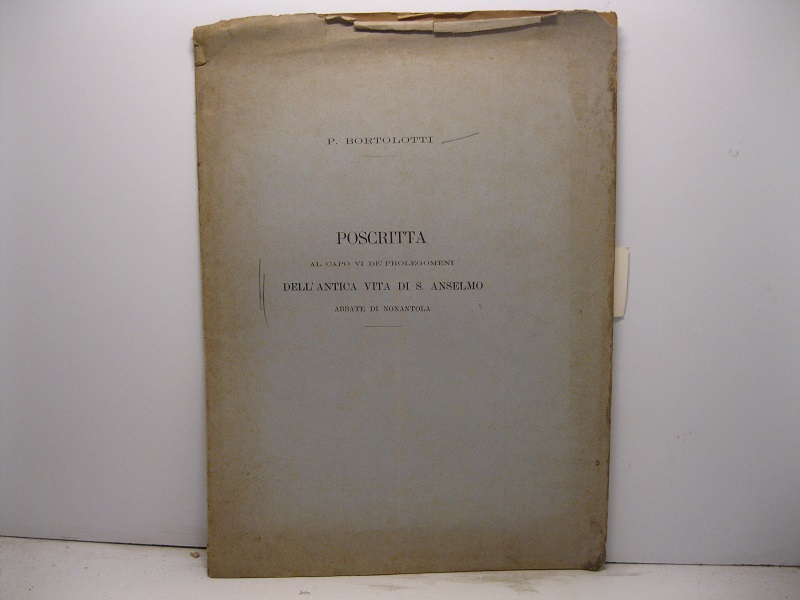 P. BORTOLOTTI
POSCRITTA
AL CAPO VI DE' PROLEGOMENI
DELL'ANTICA VITA DI S. ANSELMO
ABBATE DI NONANTOLA